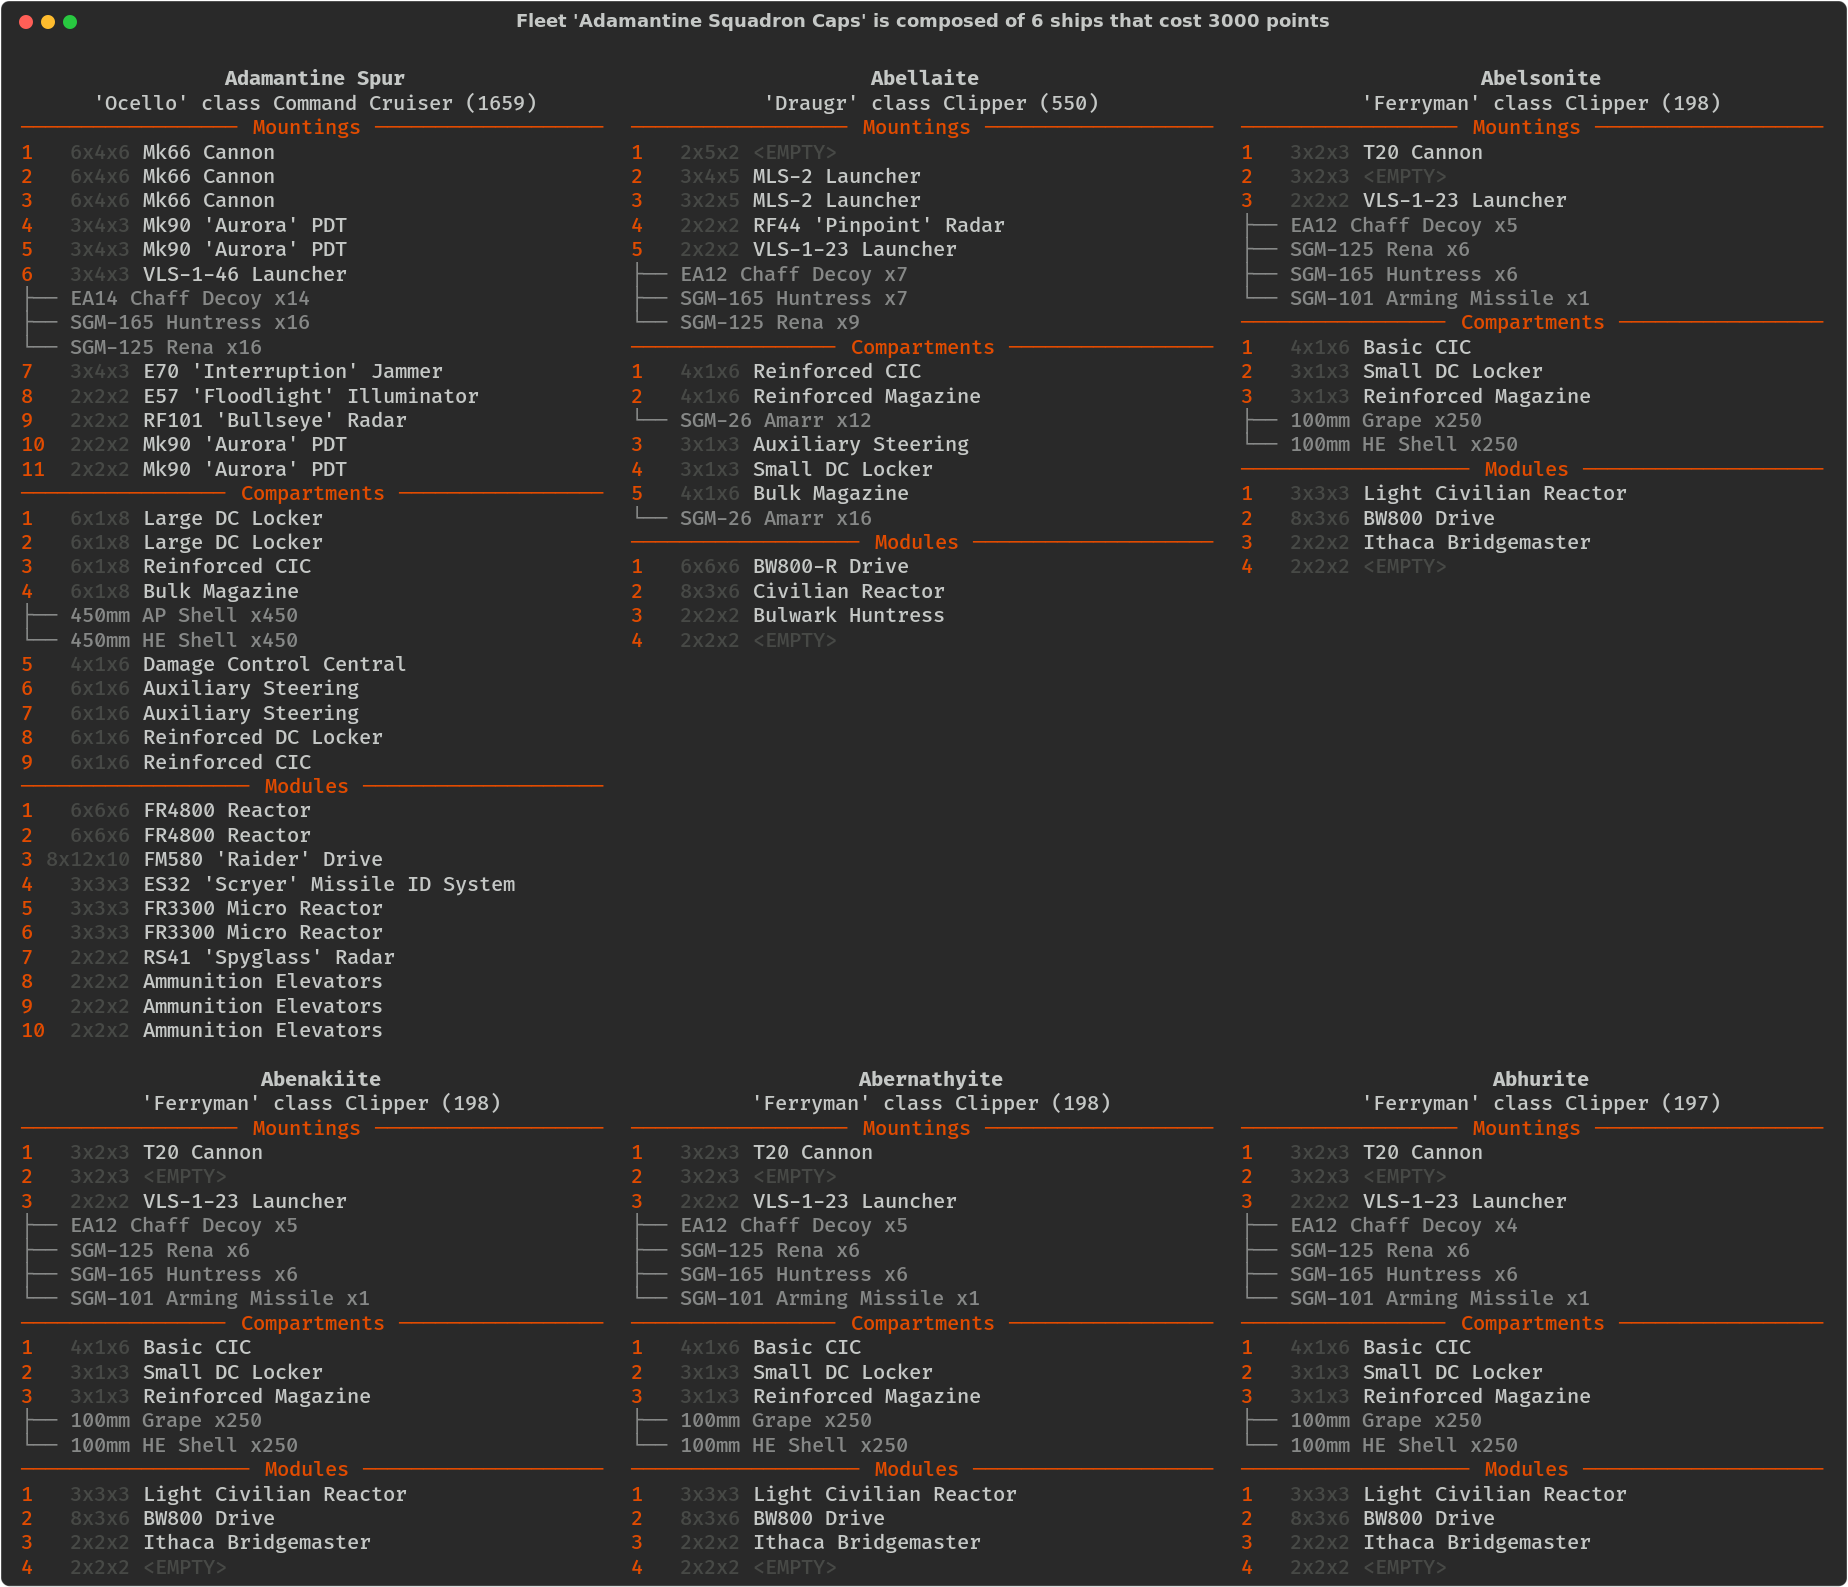 Fleet 'Adamantine Squadron Caps' is composed of 6 ships that cost 3000 points
Adamantine Spur
'Ocello' class Command Cruiser (1659)
Mountings
1 6x4x6 Mk66 Cannon
2 6x4x6 Mk66 Cannon
3 6x4x6 Mk66 Cannon
4 3x4x3 Mk90 'Aurora' PDT
5 3x4x3 Mk90 'Aurora' PDT
6 3x4x3 VLS-1-46 Launcher
EA14 Chaff Decoy x14
SGM-165 Huntress x16
SGM-125 Rena x16
7 3x4x3 E70 'Interruption' Jammer
8 2x2x2 E57 'Floodlight' Illuminator
9 2x2x2 RF101 'Bullseye' Radar
10 2x2x2 Mk90 'Aurora' PDT
11 2x2x2 Mk90 'Aurora' PDT
Compartments
1 6x1x8 Large DC Locker
2 6x1x8 Large DC Locker
3 6x1x8 Reinforced CIC
4 6x1x8 Bulk Magazine
450mm AP Shell x450
450mm HE Shell x450
5 4x1x6 Damage Control Central
6 6x1x6 Auxiliary Steering
7 6x1x6 Auxiliary Steering
8 6x1x6 Reinforced DC Locker
9 6x1x6 Reinforced CIC
Modules
1 6x6x6 FR4800 Reactor
2 6x6x6 FR4800 Reactor
3 8x12x10 FM580 'Raider' Drive
4 3x3x3 ES32 'Scryer' Missile ID System
5 3x3x3 FR3300 Micro Reactor
6 3x3x3 FR3300 Micro Reactor
7 2x2x2 RS41 'Spyglass' Radar
8 2x2x2 Ammunition Elevators
9 2x2x2 Ammunition Elevators
10 2x2x2 Ammunition Elevators
Abellaite
'Draugr' class Clipper (550)
Mountings
1 2x5x2 <EMPTY>
2 3x4x5 MLS-2 Launcher
3 3x2x5 MLS-2 Launcher
4 2x2x2 RF44 'Pinpoint' Radar
5 2x2x2 VLS-1-23 Launcher
EA12 Chaff Decoy x7
SGM-165 Huntress x7
SGM-125 Rena x9
Compartments
1 4x1x6 Reinforced CIC
2 4x1x6 Reinforced Magazine
SGM-26 Amarr x12
3 3x1x3 Auxiliary Steering
4 3x1x3 Small DC Locker
5 4x1x6 Bulk Magazine
SGM-26 Amarr x16
Modules
1 6x6x6 BW800-R Drive
2 8x3x6 Civilian Reactor
3 2x2x2 Bulwark Huntress
4 2x2x2 <EMPTY>
Abelsonite
'Ferryman' class Clipper (198)
Mountings
1 3x2x3 T20 Cannon
2 3x2x3 <EMPTY>
3 2x2x2 VLS-1-23 Launcher
EA12 Chaff Decoy x5
SGM-125 Rena x6
SGM-165 Huntress x6
SGM-101 Arming Missile x1
Compartments
1 4x1x6 Basic CIC
2 3x1x3 Small DC Locker
3 3x1x3 Reinforced Magazine
100mm Grape x250
100mm HE Shell x250
Modules
1 3x3x3 Light Civilian Reactor
2 8x3x6 BW800 Drive
3 2x2x2 Ithaca Bridgemaster
4 2x2x2 <EMPTY>
Abenakiite
'Ferryman' class Clipper (198)
Mountings
1 3x2x3 T20 Cannon
2 3x2x3 <EMPTY>
3 2x2x2 VLS-1-23 Launcher
EA12 Chaff Decoy x5
SGM-125 Rena x6
SGM-165 Huntress x6
SGM-101 Arming Missile x1
Compartments
1 4x1x6 Basic CIC
2 3x1x3 Small DC Locker
3 3x1x3 Reinforced Magazine
100mm Grape x250
100mm HE Shell x250
Modules
1 3x3x3 Light Civilian Reactor
2 8x3x6 BW800 Drive
3 2x2x2 Ithaca Bridgemaster
4 2x2x2 <EMPTY>
Abernathyite
'Ferryman' class Clipper (198)
Mountings
1 3x2x3 T20 Cannon
2 3x2x3 <EMPTY>
3 2x2x2 VLS-1-23 Launcher
EA12 Chaff Decoy x5
SGM-125 Rena x6
SGM-165 Huntress x6
SGM-101 Arming Missile x1
Compartments
1 4x1x6 Basic CIC
2 3x1x3 Small DC Locker
3 3x1x3 Reinforced Magazine
100mm Grape x250
100mm HE Shell x250
Modules
1 3x3x3 Light Civilian Reactor
2 8x3x6 BW800 Drive
3 2x2x2 Ithaca Bridgemaster
4 2x2x2 <EMPTY>
Abhurite
'Ferryman' class Clipper (197)
Mountings
1 3x2x3 T20 Cannon
2 3x2x3 <EMPTY>
3 2x2x2 VLS-1-23 Launcher
EA12 Chaff Decoy x4
SGM-125 Rena x6
SGM-165 Huntress x6
SGM-101 Arming Missile x1
Compartments
1 4x1x6 Basic CIC
2 3x1x3 Small DC Locker
3 3x1x3 Reinforced Magazine
100mm Grape x250
100mm HE Shell x250
Modules
1 3x3x3 Light Civilian Reactor
2 8x3x6 BW800 Drive
3 2x2x2 Ithaca Bridgemaster
4 2x2x2 <EMPTY>